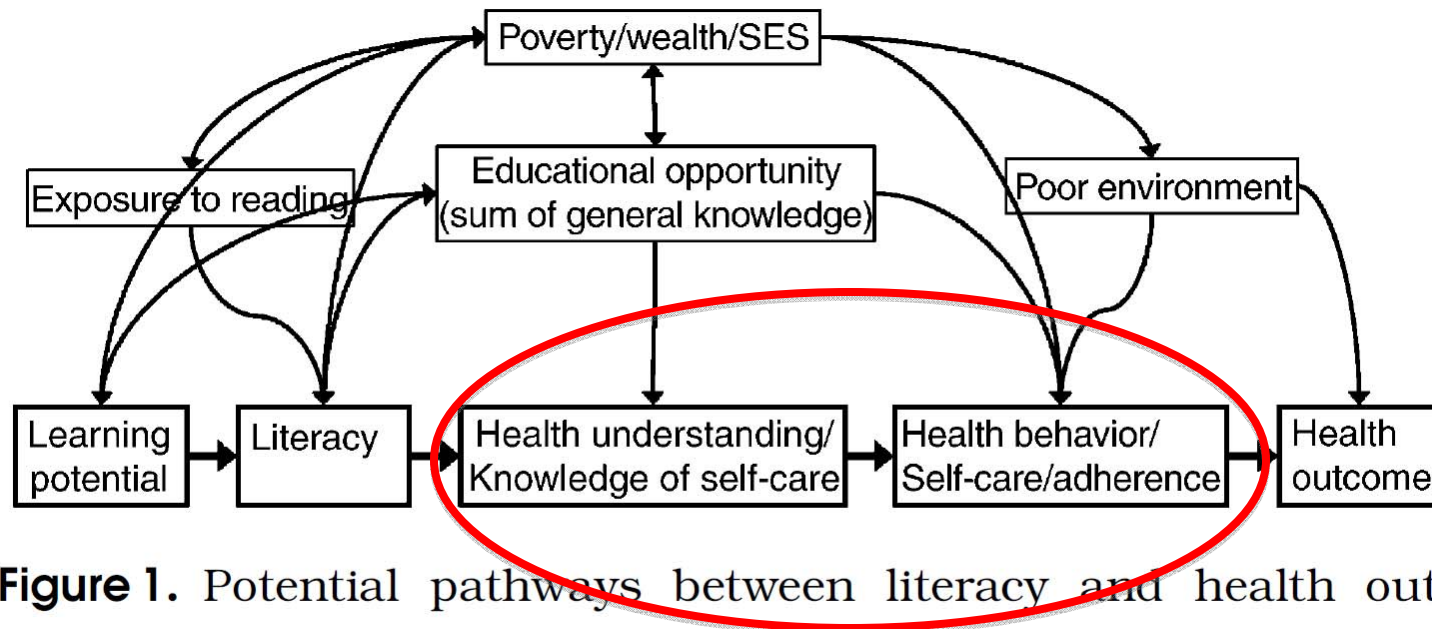 Poverty/wealth/SES
Educational opportunity
(sum of general knowledge)
Exposure to reading
Poor environment
Learning
potential
Literacy
Health understanding/
Knowledge of self-care
Health behavior/
Self-care/adherence
Health
outcome
Figure 1. Potential pathways between literacy and health out